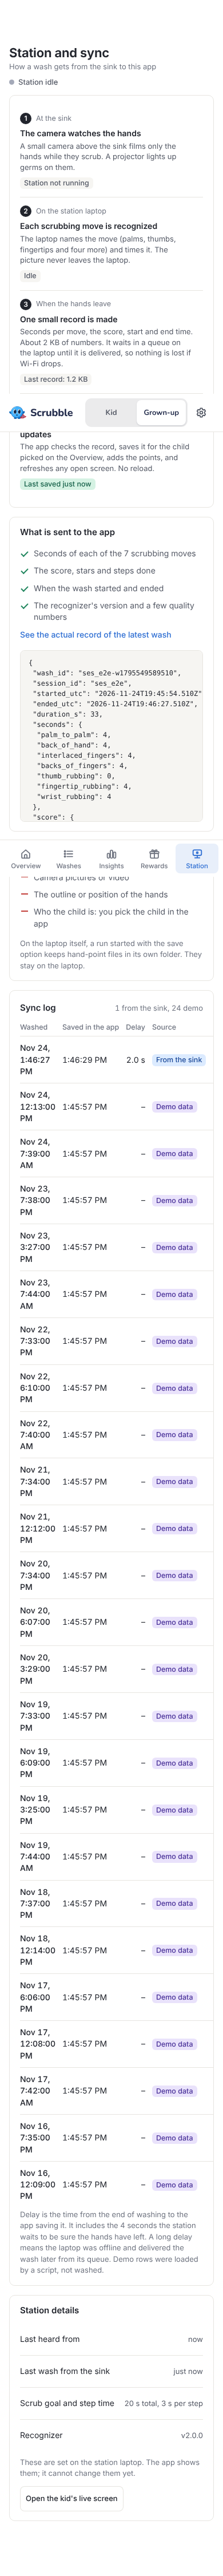 Station and sync
How a wash gets from the sink to this app
Station idle
1 At the sink
The camera watches the hands
A small camera above the sink films only the
hands while they scrub. A projector lights up
germs on them.
Station not running
2 On the station laptop
Each scrubbing move is recognized
The laptop names the move (palms, thumbs,
fingertips and four more) and times it. The
picture never leaves the laptop.
Idle
3 When the hands leave
One small record is made
Seconds per move, the score, start and end time.
About 2 KB of numbers. It waits in a queue on
the laptop until it is delivered, so nothing is lost if
Wi-Fi drops.
Last record: 1.2 KB
Scrubble
Kid
Grown-up
updates
The app checks the record, saves it for the child
picked on the Overview, adds the points, and
refreshes any open screen. No reload.
Last saved just now
What is sent to the app
Seconds of each of the 7 scrubbing moves
The score, stars and steps done
When the wash started and ended
The recognizer's version and a few quality
numbers
See the actual record of the latest wash
{
"wash_id": "ses_e2e-w1795549589510",
"session_id": "ses_e2e",
"started_utc": "2026-11-24T19:45:54.510Z"
"ended_utc": "2026-11-24T19:46:27.510Z",
"duration_s": 33,
"seconds": {
"palm_to_palm": 4,
"back_of_hand": 4,
"interlaced_fingers": 4,
"backs_of_fingers": 4,
"thumb_rubbing": 0,
"fingertip_rubbing": 4,
"wrist_rubbing": 4
},
"score": {
Overview
Washes
Insights
Rewards
Station
Camera pictures or video
The outline or position of the hands
Who the child is: you pick the child in the
app
On the laptop itself, a run started with the save
option keeps hand-point files in its own folder. They
stay on the laptop.
Sync log
1 from the sink, 24 demo
Washed Saved in the app Delay Source
Nov 24,
1:46:27 1:46:29 PM 2.0 s From the sink
PM
Nov 24,
12:13:00 1:45:57 PM – Demo data
PM
Nov 24,
7:39:00 1:45:57 PM – Demo data
AM
Nov 23,
7:38:00 1:45:57 PM – Demo data
PM
Nov 23,
3:27:00 1:45:57 PM – Demo data
PM
Nov 23,
7:44:00 1:45:57 PM – Demo data
AM
Nov 22,
7:33:00 1:45:57 PM – Demo data
PM
Nov 22,
6:10:00 1:45:57 PM – Demo data
PM
Nov 22,
7:40:00 1:45:57 PM – Demo data
AM
Nov 21,
7:34:00 1:45:57 PM – Demo data
PM
Nov 21,
12:12:00 1:45:57 PM – Demo data
PM
Nov 20,
7:34:00 1:45:57 PM – Demo data
PM
Nov 20,
6:07:00 1:45:57 PM – Demo data
PM
Nov 20,
3:29:00 1:45:57 PM – Demo data
PM
Nov 19,
7:33:00 1:45:57 PM – Demo data
PM
Nov 19,
6:09:00 1:45:57 PM – Demo data
PM
Nov 19,
3:25:00 1:45:57 PM – Demo data
PM
Nov 19,
7:44:00 1:45:57 PM – Demo data
AM
Nov 18,
7:37:00 1:45:57 PM – Demo data
PM
Nov 18,
12:14:00 1:45:57 PM – Demo data
PM
Nov 17,
6:06:00 1:45:57 PM – Demo data
PM
Nov 17,
12:08:00 1:45:57 PM – Demo data
PM
Nov 17,
7:42:00 1:45:57 PM – Demo data
AM
Nov 16,
7:35:00 1:45:57 PM – Demo data
PM
Nov 16,
12:09:00 1:45:57 PM – Demo data
PM
Delay is the time from the end of washing to the
app saving it. It includes the 4 seconds the station
waits to be sure the hands have left. A long delay
means the laptop was offline and delivered the
wash later from its queue. Demo rows were loaded
by a script, not washed.
Station details
Last heard from now
Last wash from the sink just now
Scrub goal and step time 20 s total, 3 s per step
Recognizer v2.0.0
These are set on the station laptop. The app shows
them; it cannot change them yet.
Open the kid's live screen